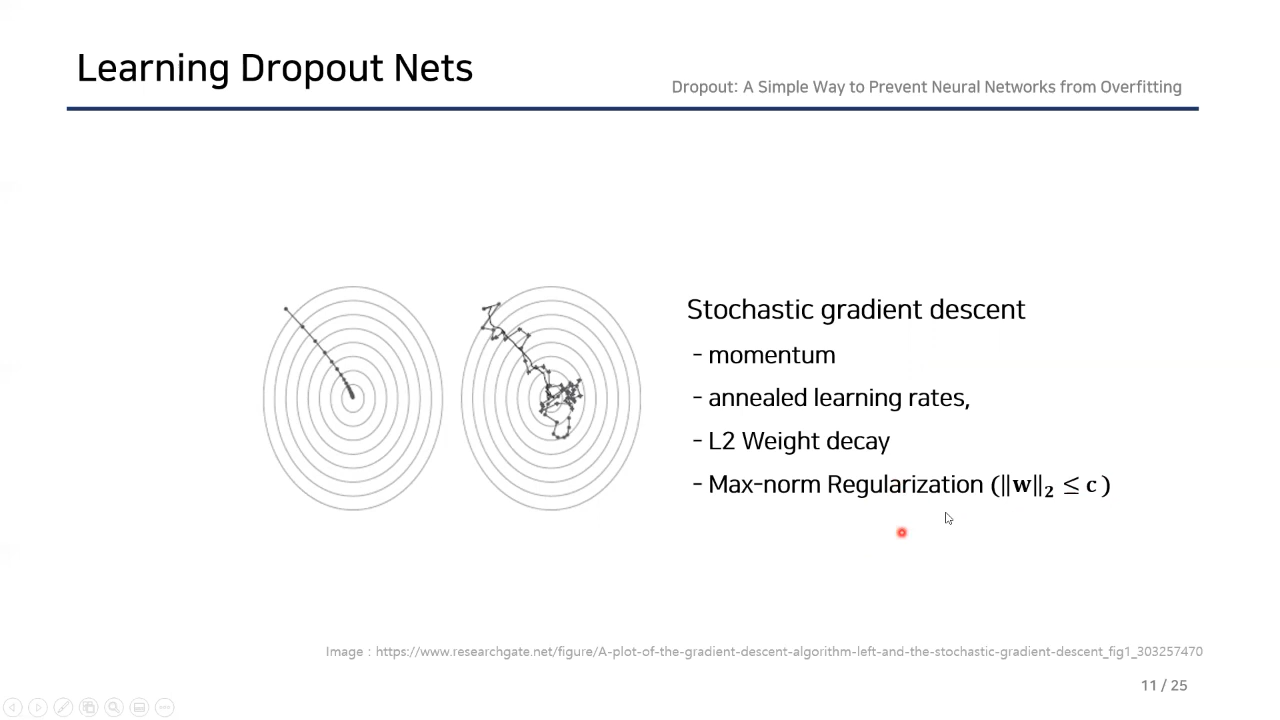 Learning Dropout Nets
Dropout: A Simple Way to Prevent Neural Networks from Overfitting
Stochastic gradient descent
- momentum
- annealed learning rates,
- L2 Weight decay
- Max-norm Regularization (‖w‖₂ ≤ c )
Image : https://www.researchgate.net/figure/A-plot-of-the-gradient-descent-algorithm-left-and-the-stochastic-gradient-descent_fig1_303257470
11 / 25